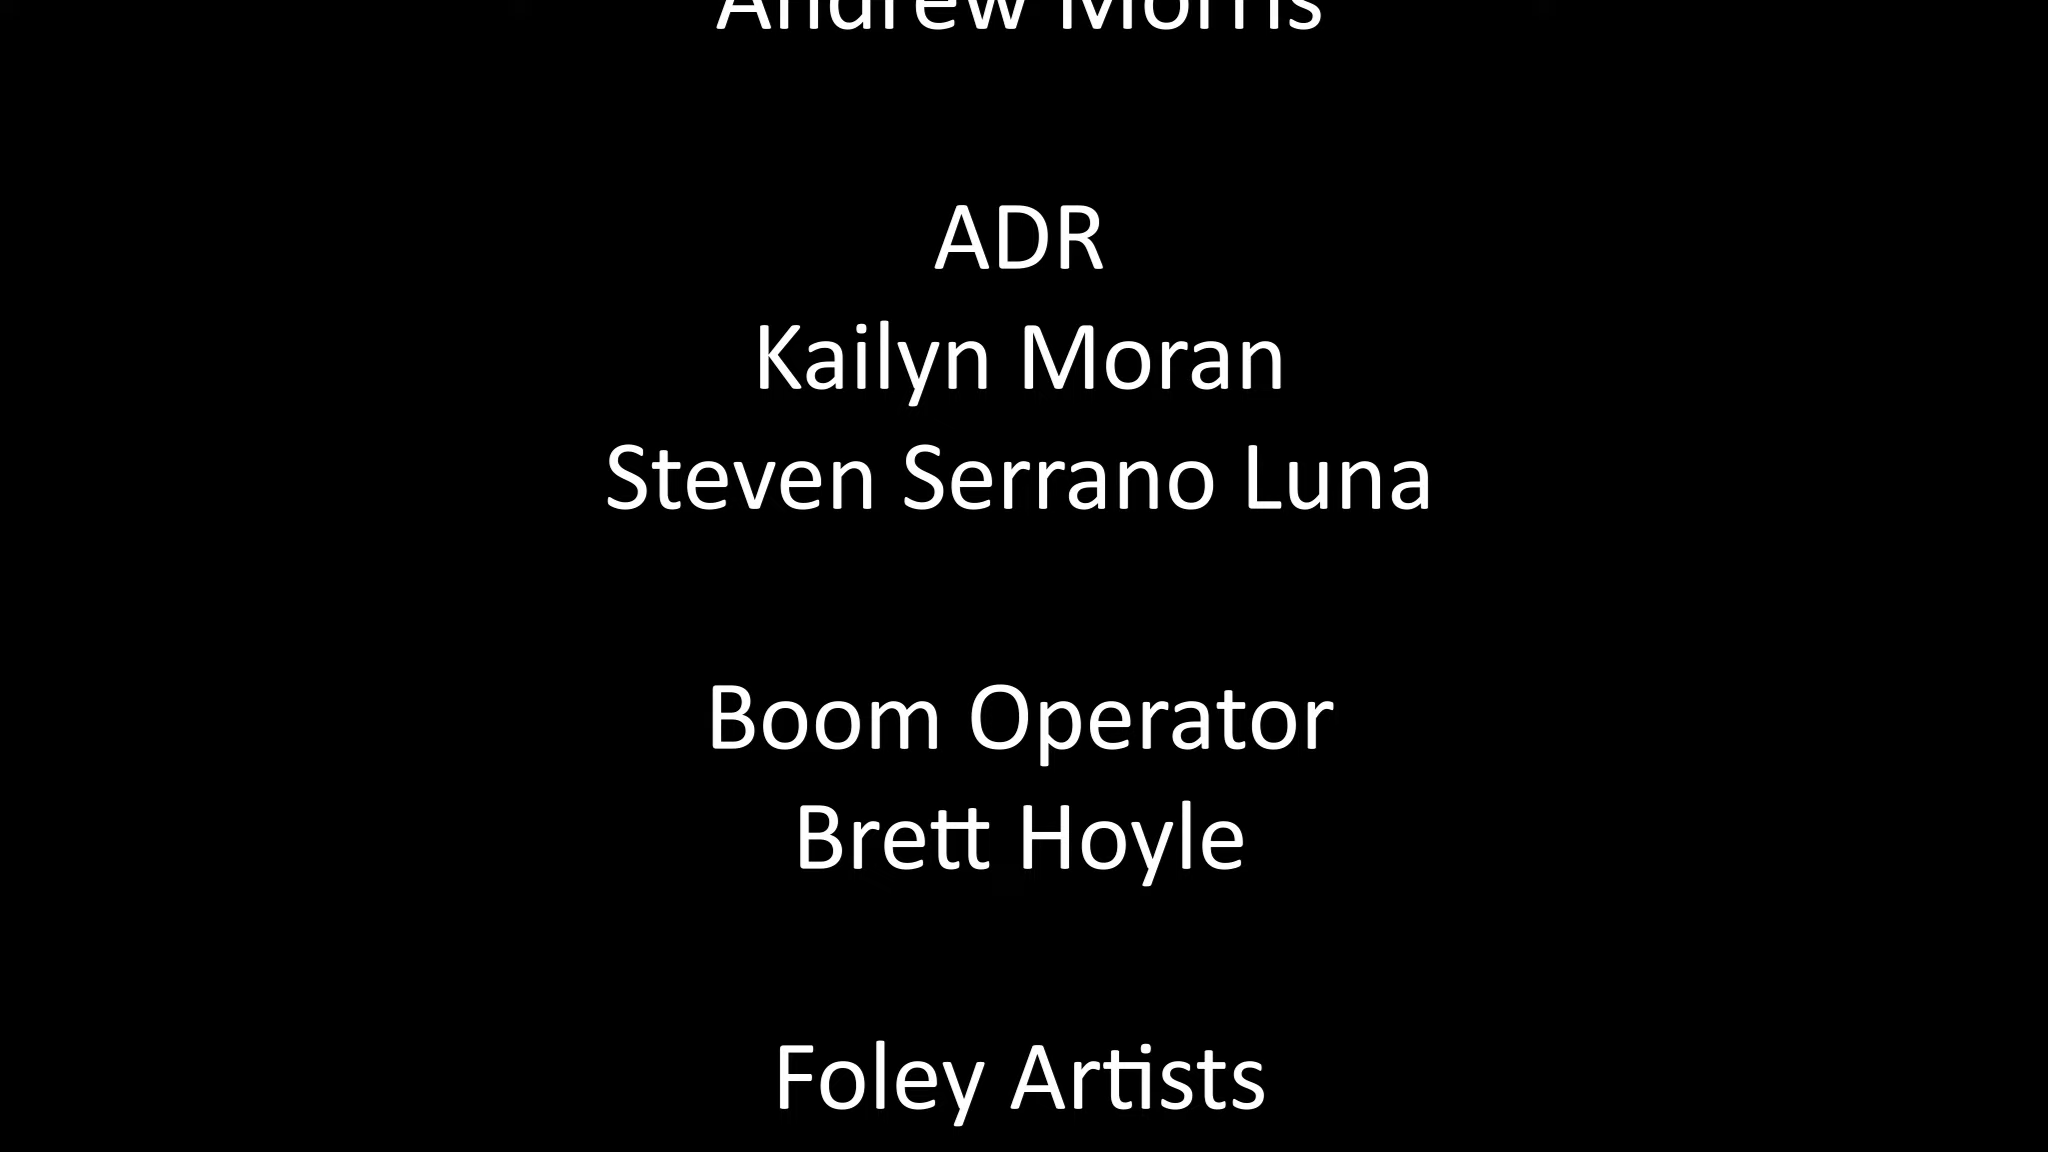 Andrew Morris
ADR
Kailyn Moran
Steven Serrano Luna
Boom Operator
Brett Hoyle
Foley Artists